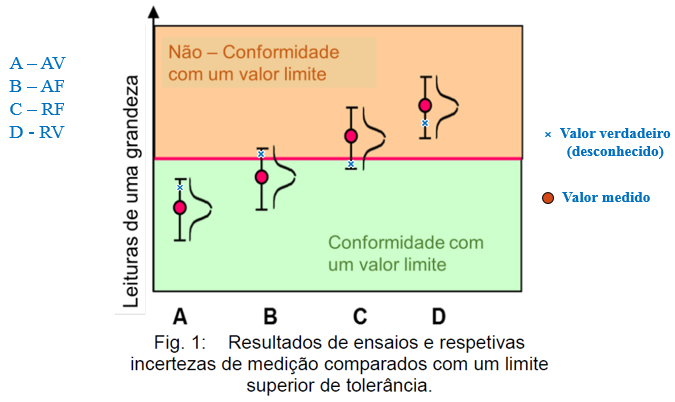 A – AV
B – AF
C – RF
D - RV
Leituras de uma grandeza
Não – Conformidade
com um valor limite
Conformidade com
um valor limite
Valor verdadeiro
(desconhecido)
Valor medido
A B C D
Fig. 1: Resultados de ensaios e respetivas
incertezas de medição comparados com um limite
superior de tolerância.